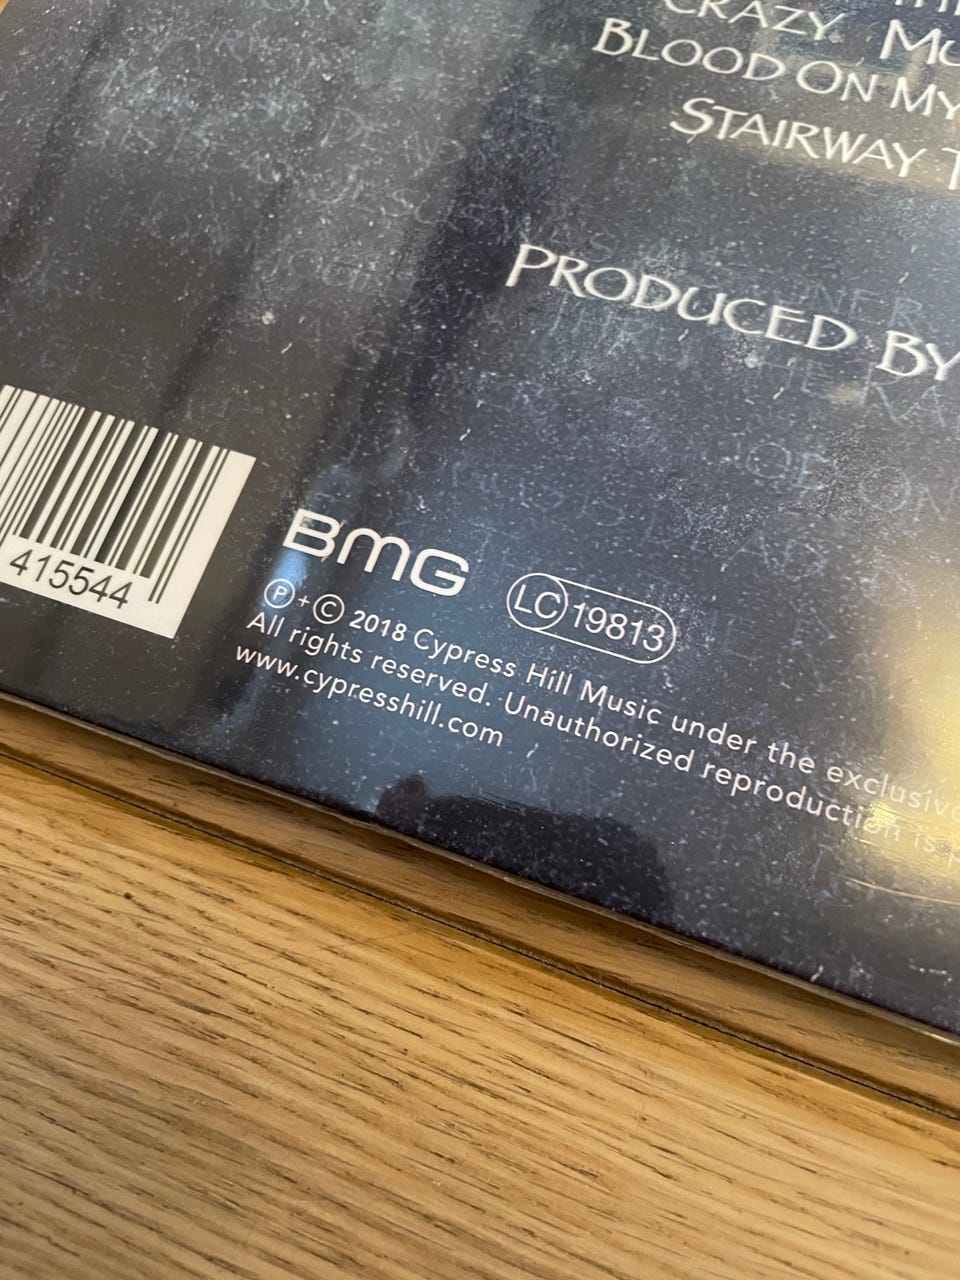 CRAZY
BLOOD ON MY
STAIRWAY
PRODUCED BY
415544
BMG
LC 19813
Ⓟ+© 2018 Cypress Hill Music under the exclusive
All rights reserved. Unauthorized reproduction is
www.cypresshill.com